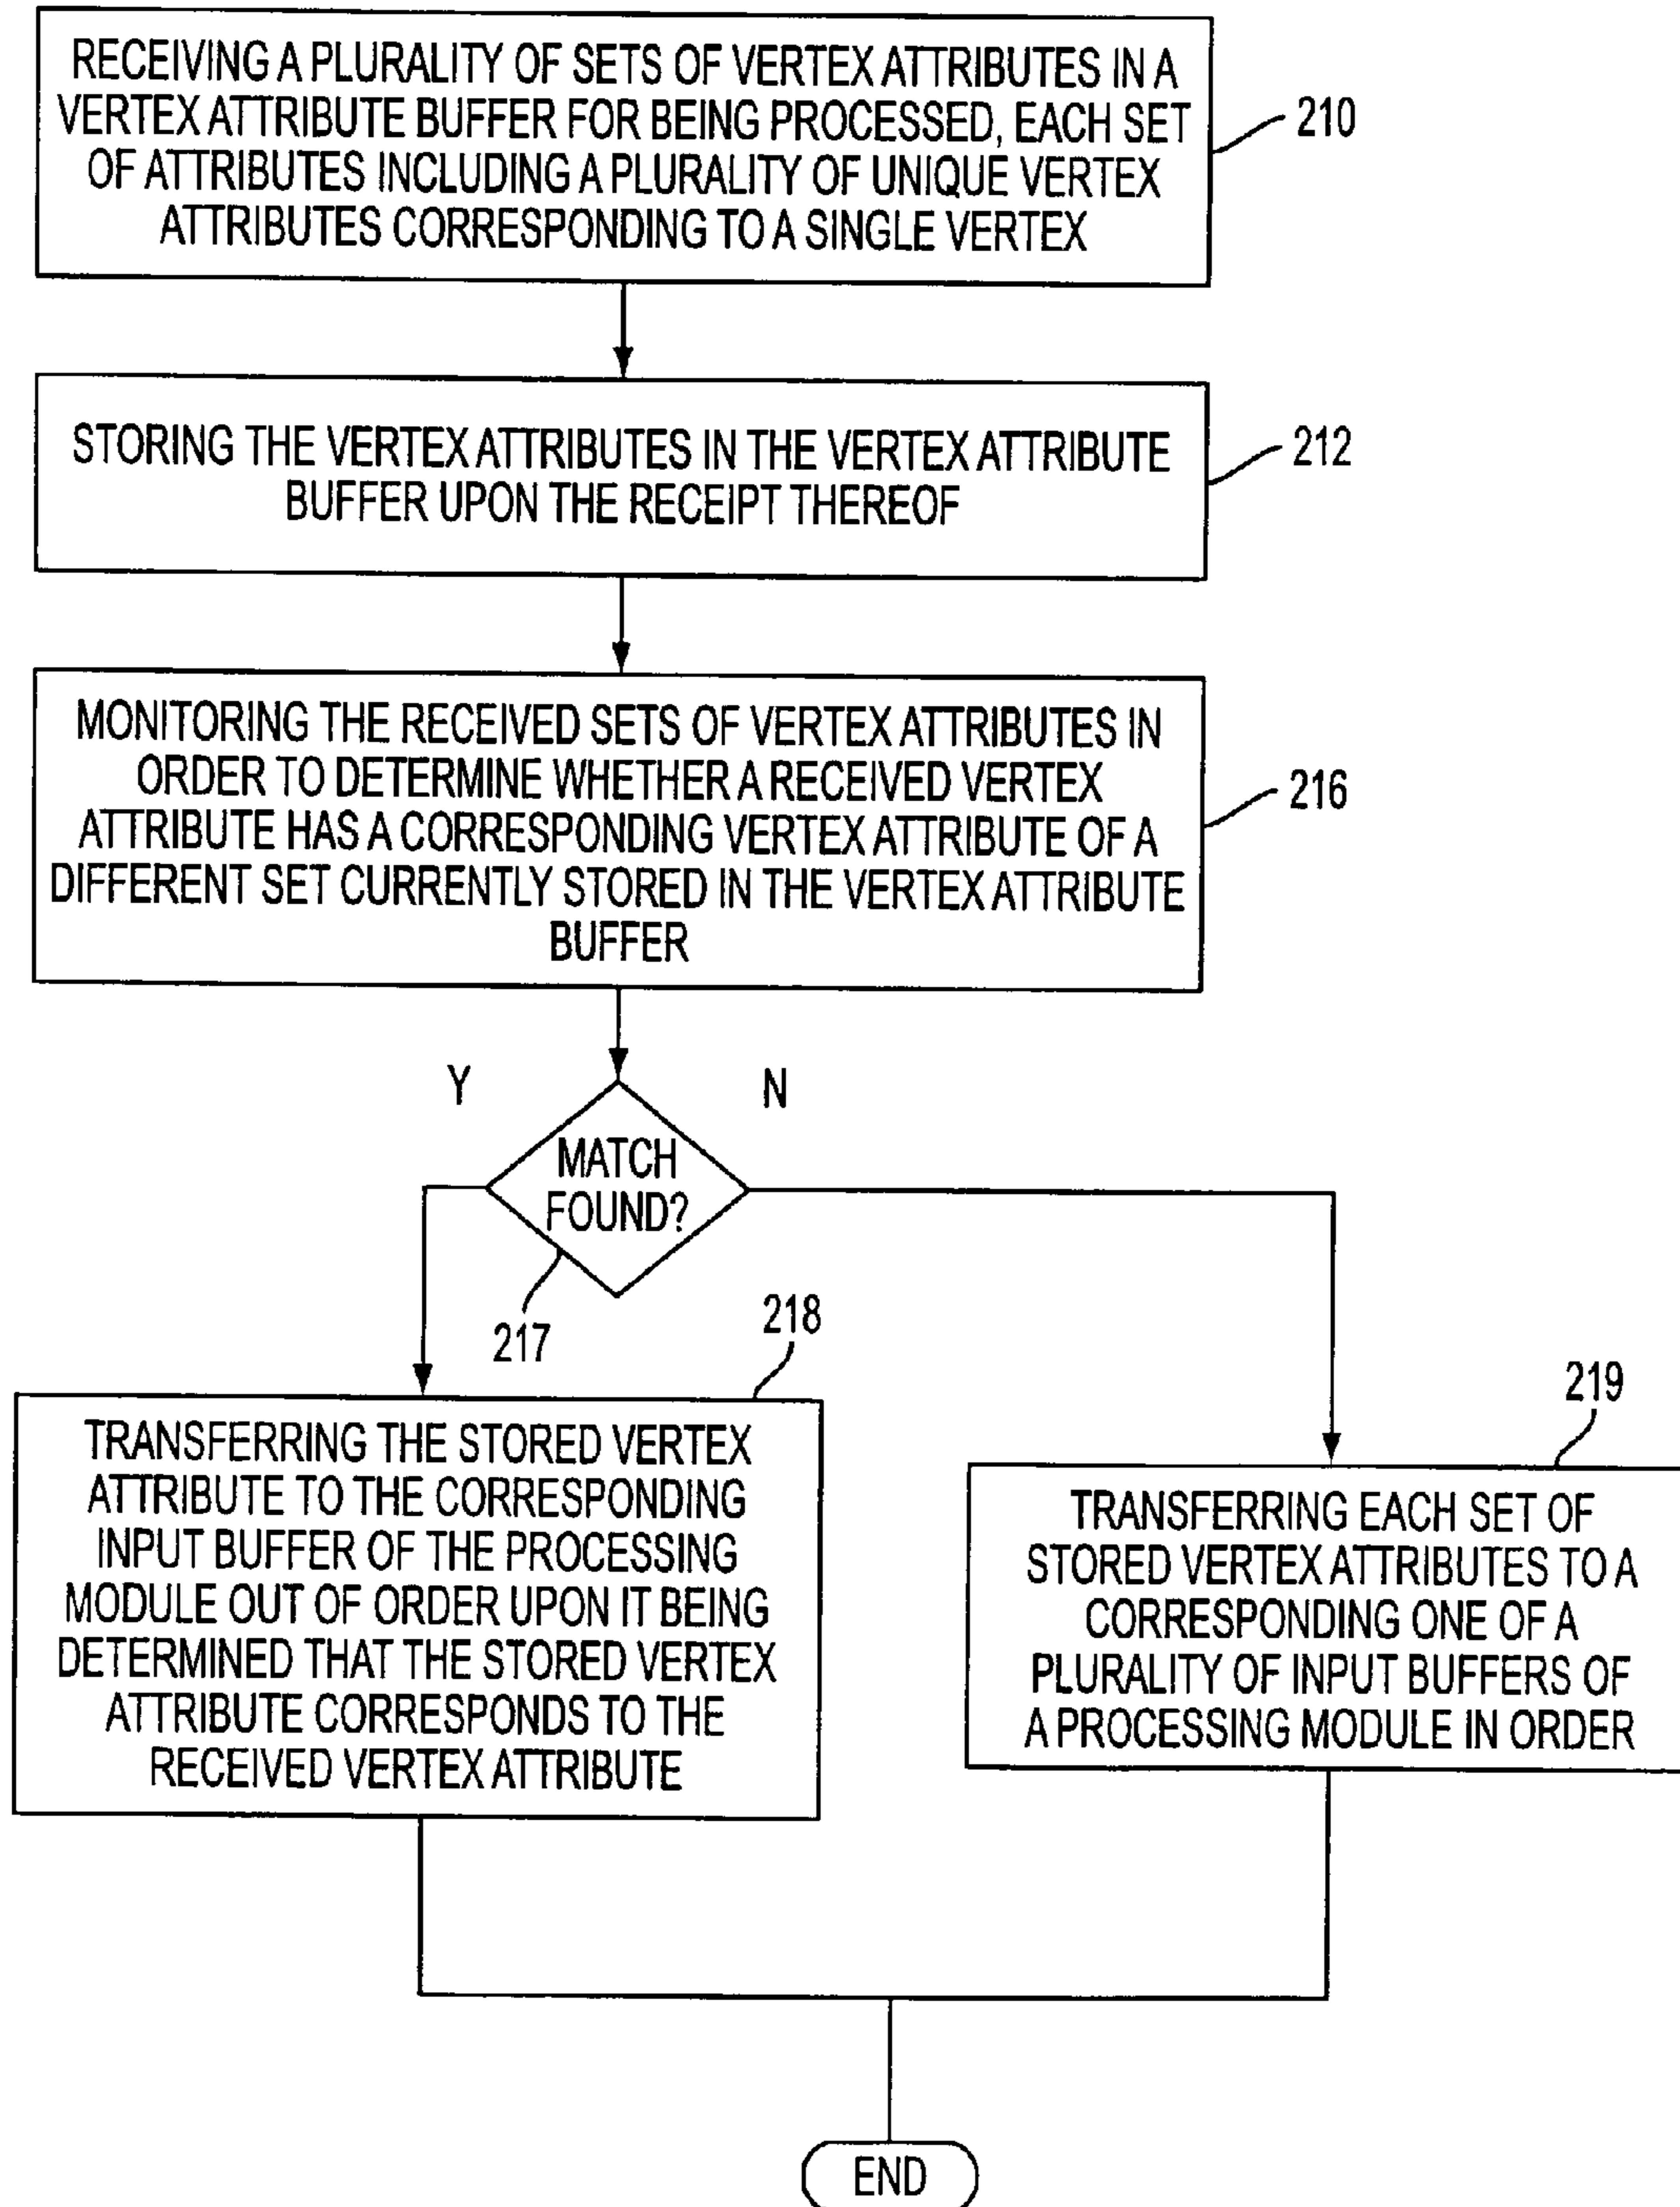 RECEIVING A PLURALITY OF SETS OF VERTEX ATTRIBUTES IN A
VERTEX ATTRIBUTE BUFFER FOR BEING PROCESSED, EACH SET
OF ATTRIBUTES INCLUDING A PLURALITY OF UNIQUE VERTEX
ATTRIBUTES CORRESPONDING TO A SINGLE VERTEX
210
STORING THE VERTEX ATTRIBUTES IN THE VERTEX ATTRIBUTE
BUFFER UPON THE RECEIPT THEREOF
212
MONITORING THE RECEIVED SETS OF VERTEX ATTRIBUTES IN
ORDER TO DETERMINE WHETHER A RECEIVED VERTEX
ATTRIBUTE HAS A CORRESPONDING VERTEX ATTRIBUTE OF A
DIFFERENT SET CURRENTLY STORED IN THE VERTEX ATTRIBUTE
BUFFER
216
Y
N
MATCH
FOUND?
217
218
TRANSFERRING THE STORED VERTEX
ATTRIBUTE TO THE CORRESPONDING
INPUT BUFFER OF THE PROCESSING
MODULE OUT OF ORDER UPON IT BEING
DETERMINED THAT THE STORED VERTEX
ATTRIBUTE CORRESPONDS TO THE
RECEIVED VERTEX ATTRIBUTE
219
TRANSFERRING EACH SET OF
STORED VERTEX ATTRIBUTES TO A
CORRESPONDING ONE OF A
PLURALITY OF INPUT BUFFERS OF
A PROCESSING MODULE IN ORDER
END